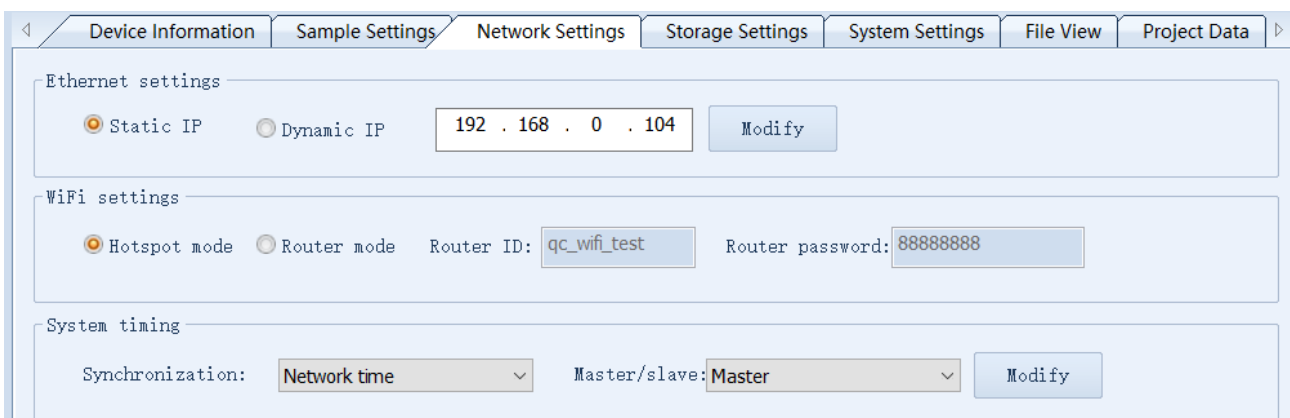 Device Information Sample Settings Network Settings Storage Settings System Settings File View Project Data
Ethernet settings
Static IP Dynamic IP 192 . 168 . 0 . 104 Modify
WiFi settings
Hotspot mode Router mode Router ID: qc_wifi_test Router password: 88888888
System timing
Synchronization: Network time Master/slave: Master Modify